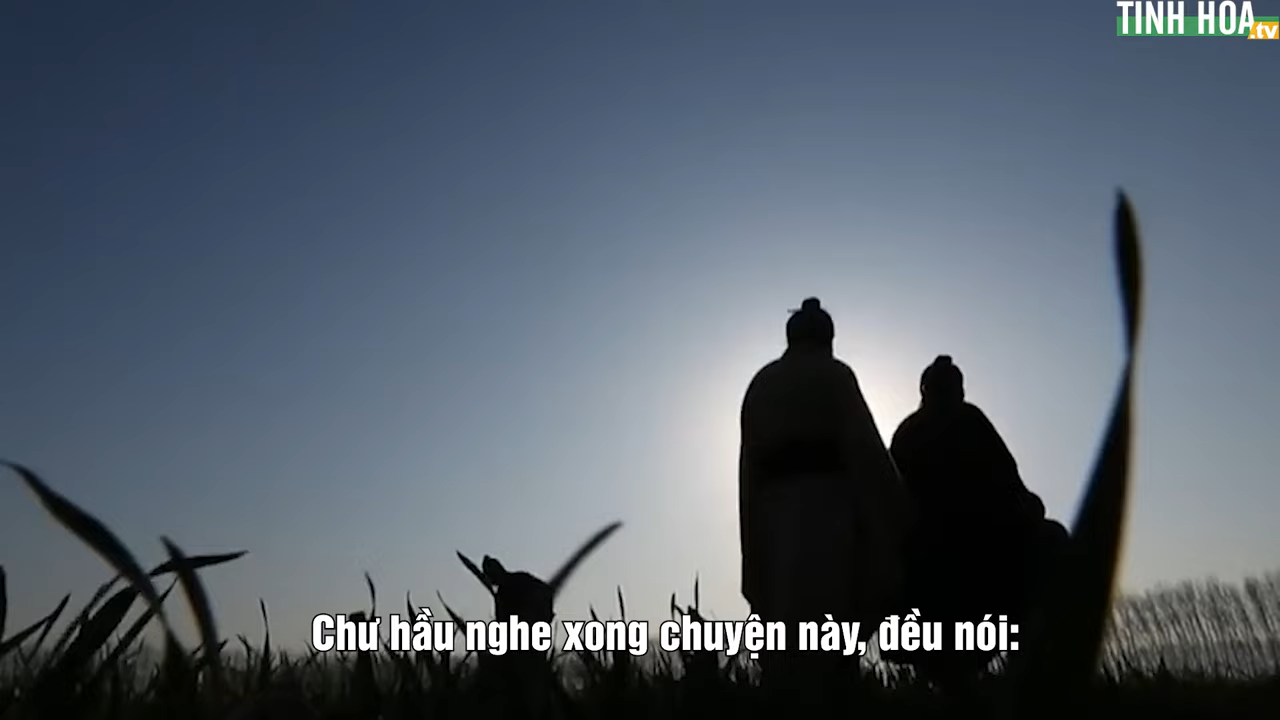 TINH HOA
.tv
Chư hầu nghe xong chuyện này, đều nói: